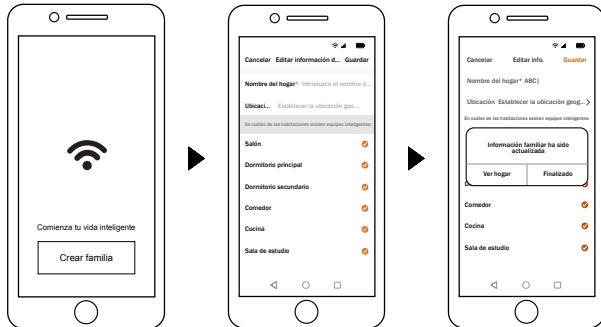 Comienza tu vida inteligente
Crear familia
Cancelar Editar información d... Guardar
Nombre del hogar* Introduzca el nombre d...
Ubicaci... Establecer la ubicación geo...
En cuáles de las habitaciones existen equipos inteligentes:
Salón
Dormitorio principal
Dormitorio secundario
Comedor
Cocina
Sala de estudio
Cancelar Editar info. Guardar
Nombre del hogar* ABC
Ubicación Establecer la ubicación geog...
En cuáles de las habitaciones existen equipos inteligentes:
Información familiar ha sido
actualizada
Ver hogar Finalizado
Comedor
Cocina
Sala de estudio